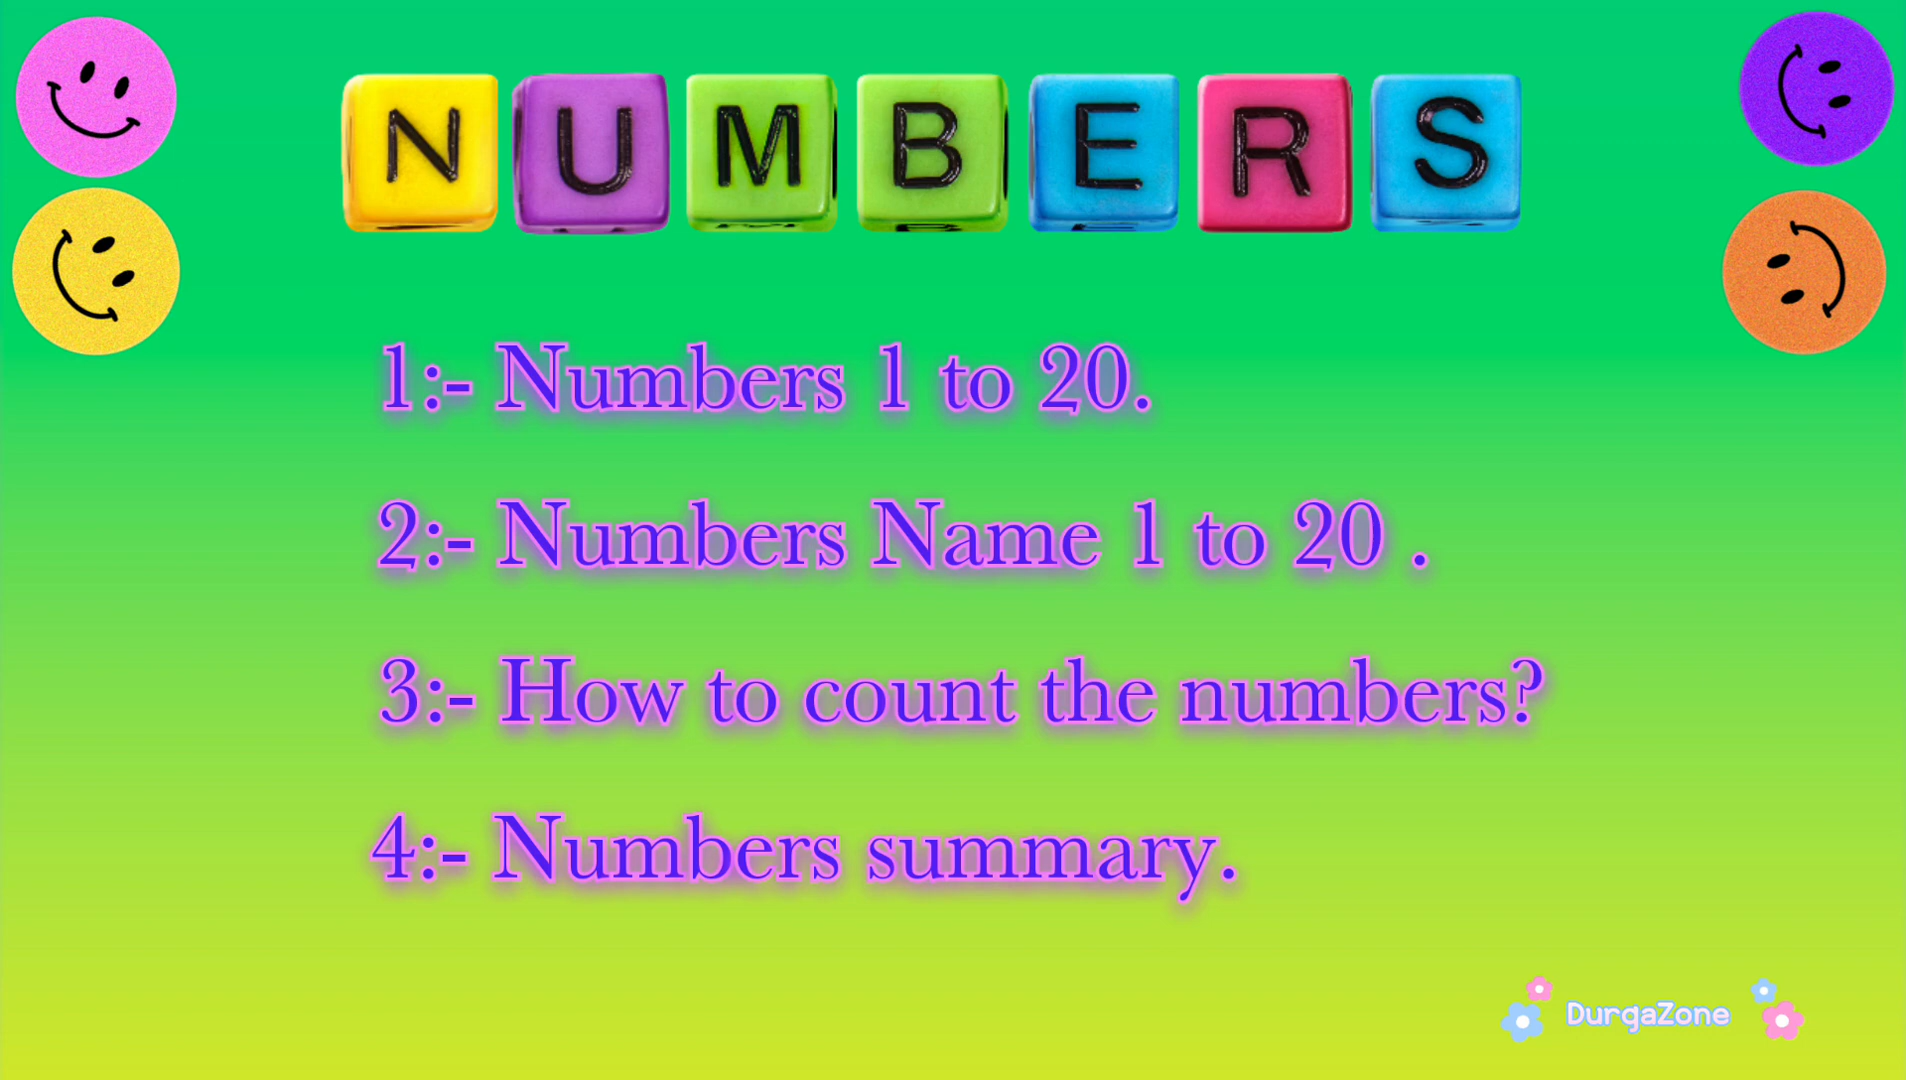 NUMBERS
1:- Numbers 1 to 20.
2:- Numbers Name 1 to 20 .
3:- How to count the numbers?
4:- Numbers summary.
DurgaZone